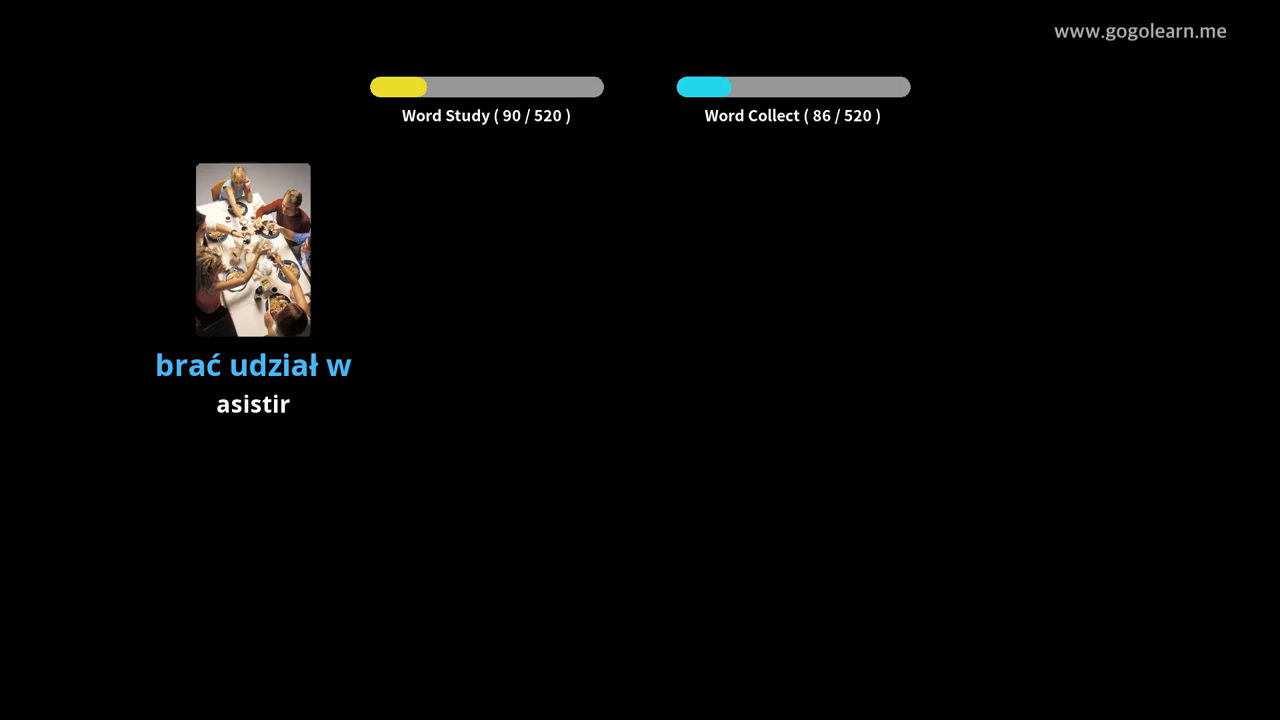 www.gogolearn.me
Word Study ( 90 / 520 )
Word Collect ( 86 / 520 )
brać udział w
asistir